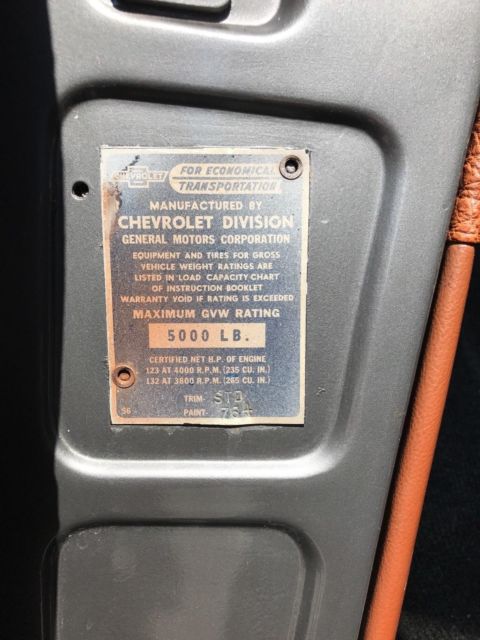 CHEVROLET
FOR ECONOMICAL
TRANSPORTATION
MANUFACTURED BY
CHEVROLET DIVISION
GENERAL MOTORS CORPORATION
EQUIPMENT AND TIRES FOR GROSS
VEHICLE WEIGHT RATINGS ARE
LISTED IN LOAD CAPACITY CHART
OF INSTRUCTION BOOKLET
WARRANTY VOID IF RATING IS EXCEEDED
MAXIMUM GVW RATING
5000 LB.
CERTIFIED NET H.P. OF ENGINE
123 AT 4000 R.P.M. (235 CU. IN.)
132 AT 3800 R.P.M. (265 CU. IN.)
TRIM STD
56 PAINT